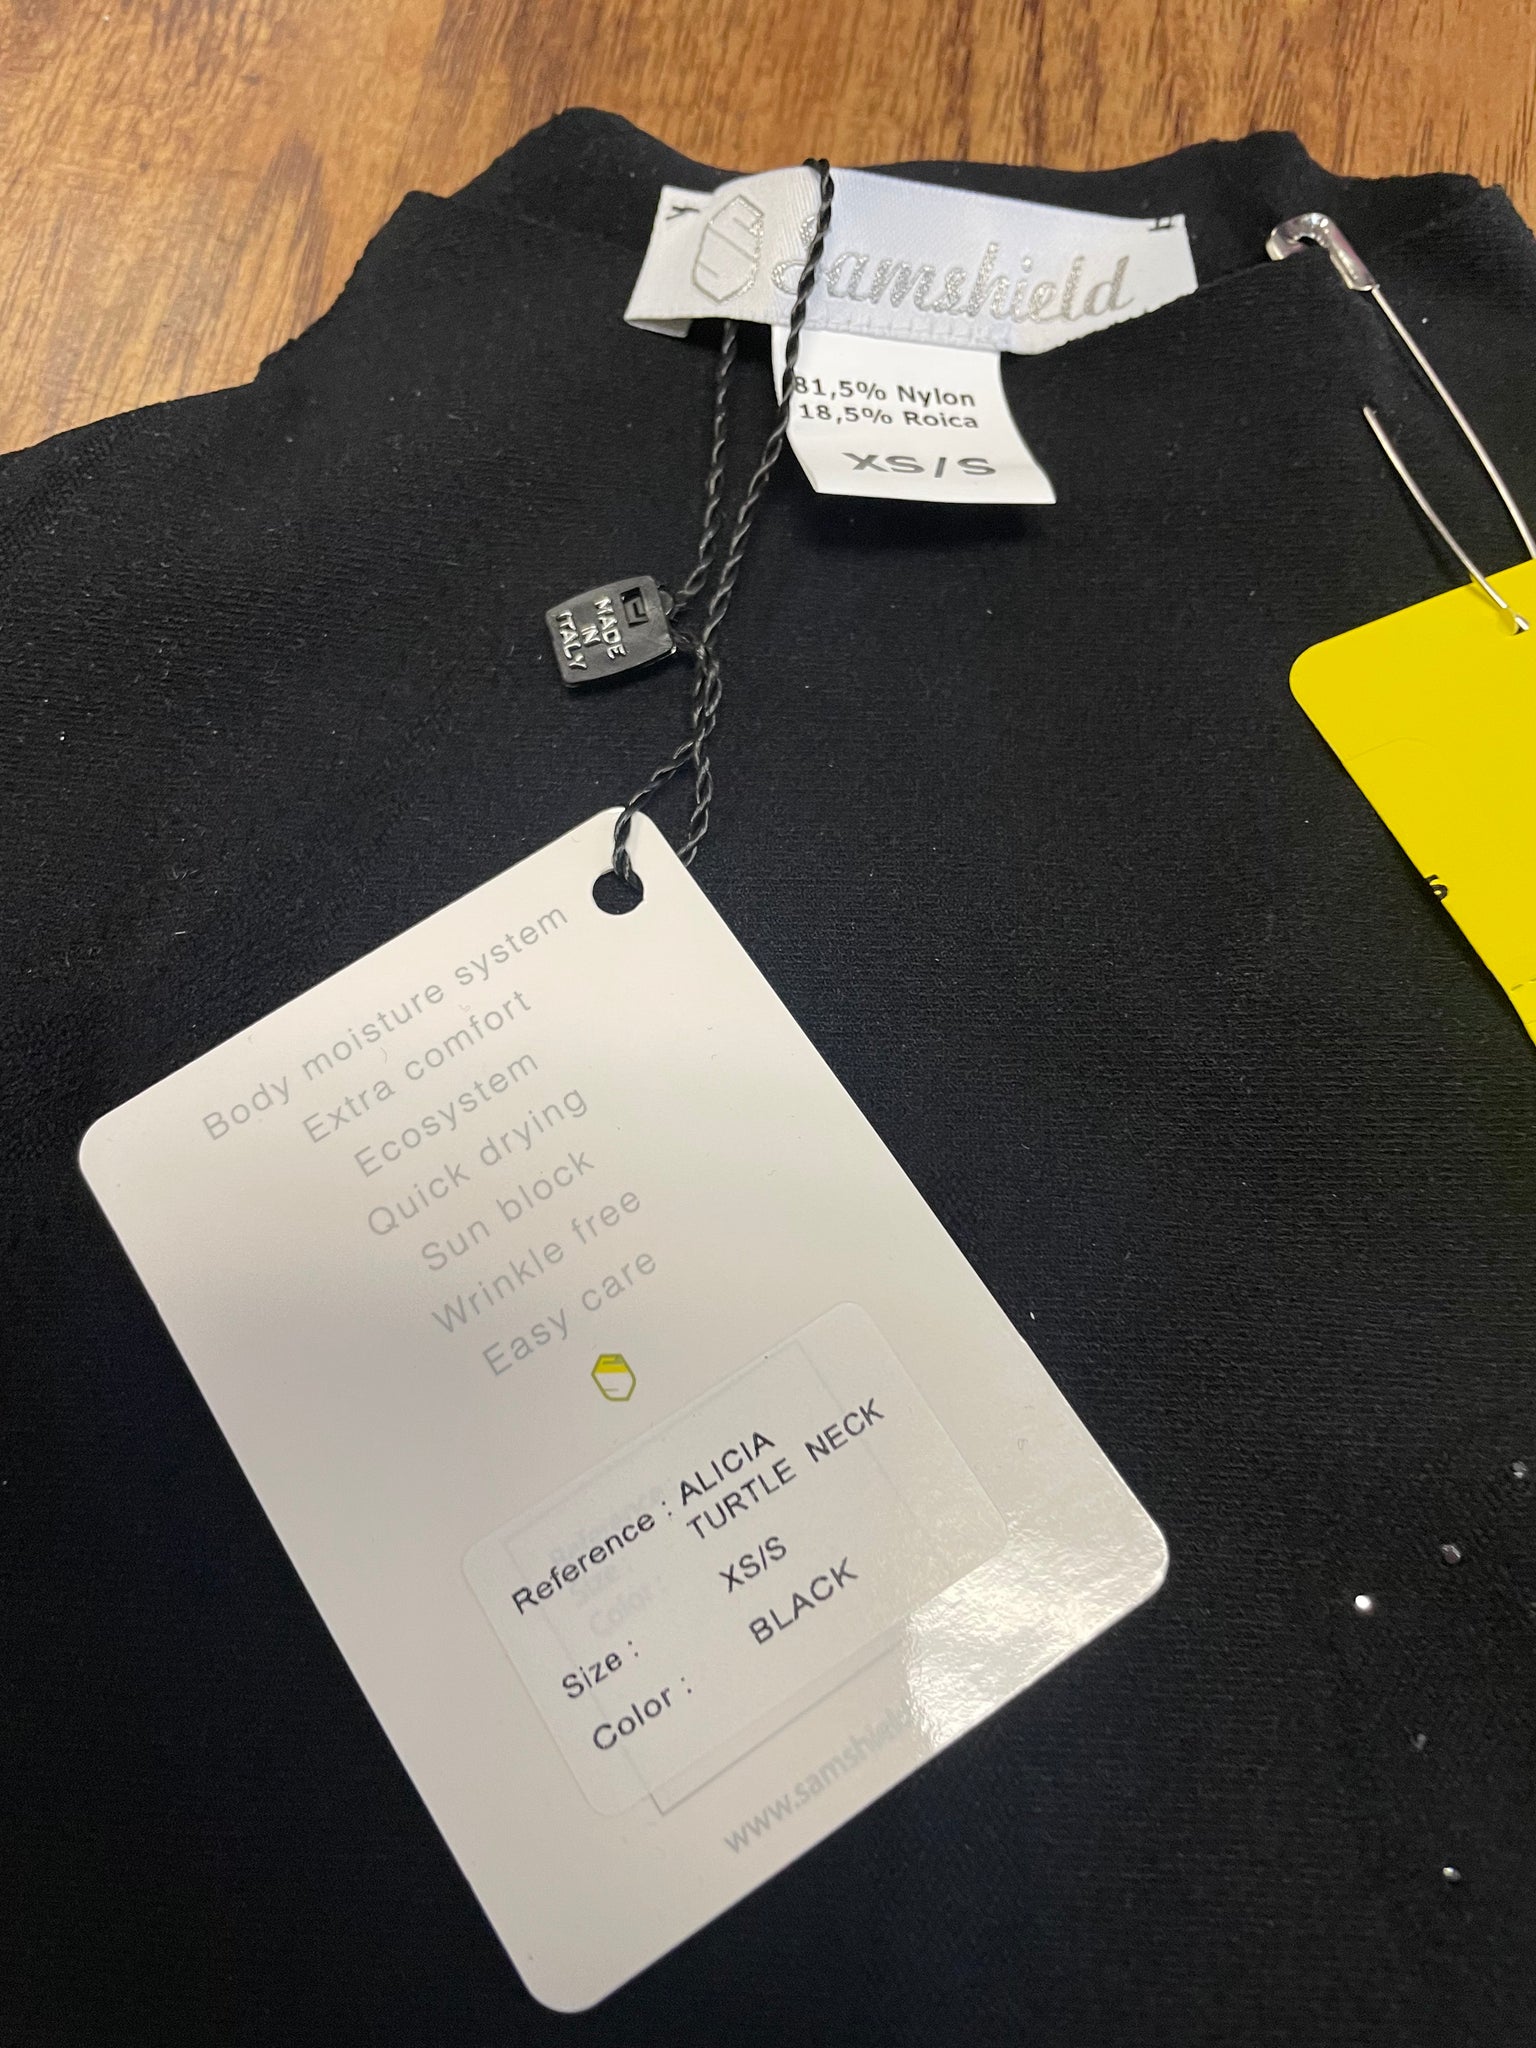 Samshield
81,5% Nylon
18,5% Roica
XS/S
MADE
IN
ITALY
Body moisture system
Extra comfort
Ecosystem
Quick drying
Sun block
Wrinkle free
Easy care
Reference : ALICIA
TURTLE NECK
Size : XS/S
Color : BLACK
www.samshield